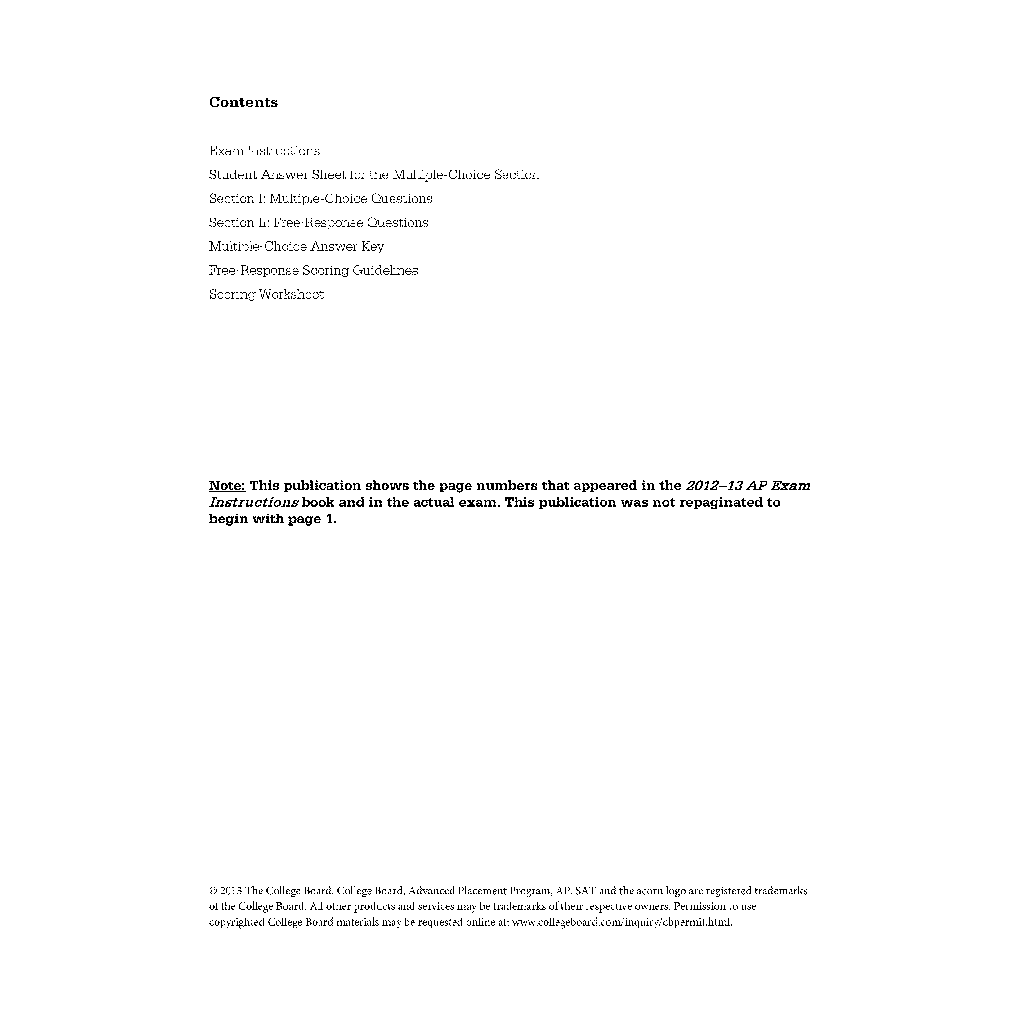 Contents
Exam Instructions
Student Answer Sheet for the Multiple-Choice Section
Section I: Multiple-Choice Questions
Section II: Free-Response Questions
Multiple-Choice Answer Key
Free-Response Scoring Guidelines
Scoring Worksheet
Note: This publication shows the page numbers that appeared in the 2012–13 AP Exam
Instructions book and in the actual exam. This publication was not repaginated to
begin with page 1.
© 2013 The College Board. College Board, Advanced Placement Program, AP, SAT and the acorn logo are registered trademarks
of the College Board. All other products and services may be trademarks of their respective owners. Permission to use
copyrighted College Board materials may be requested online at: www.collegeboard.com/inquiry/cbpermit.html.